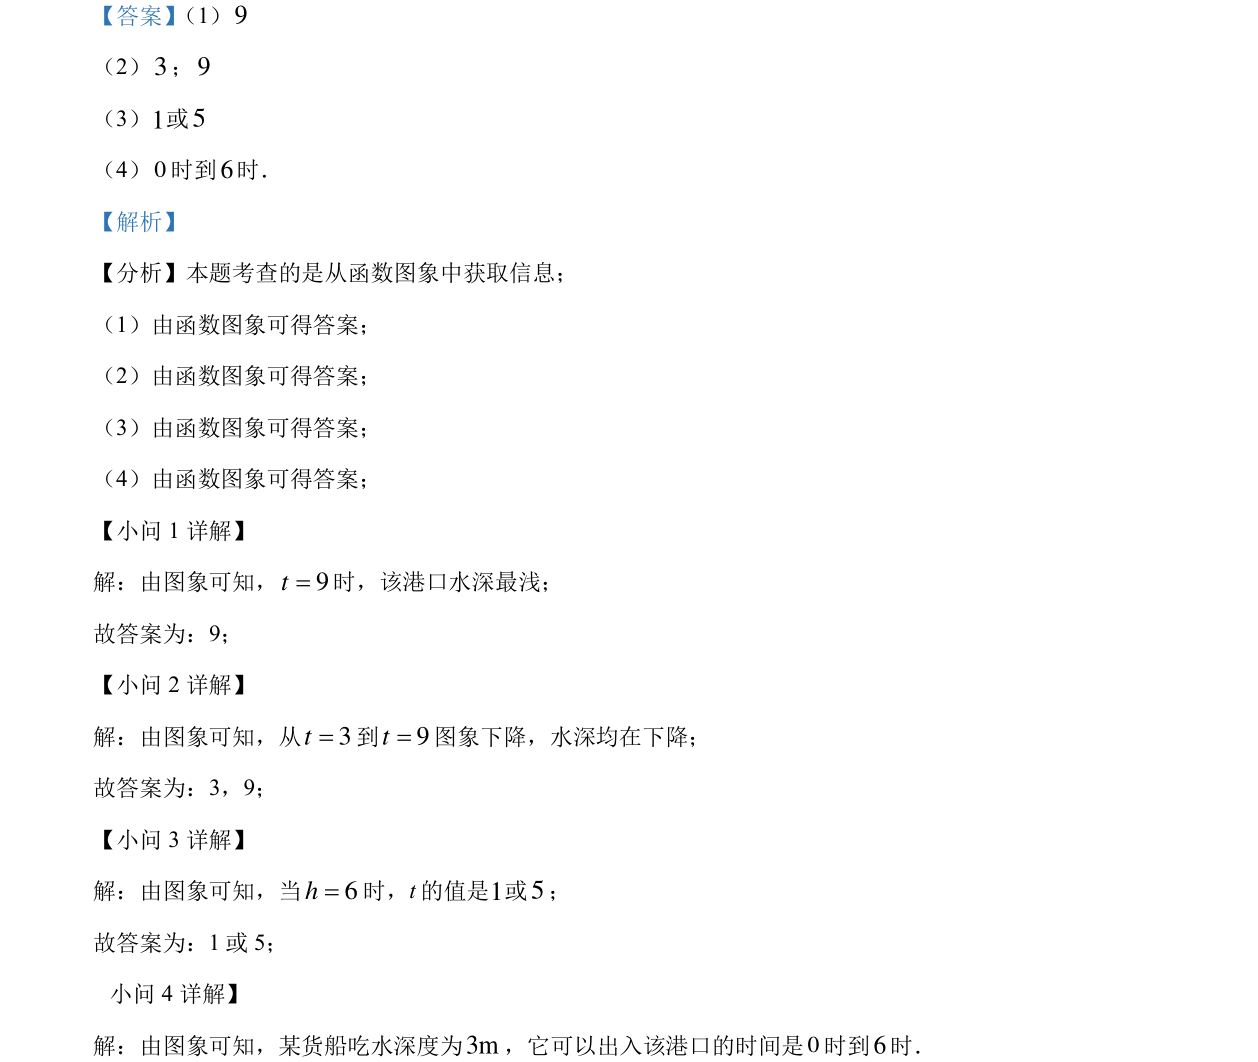 【答案】（1）9
（2）3；9
（3）1或5
（4）0时到6时．
【解析】
【分析】本题考查的是从函数图象中获取信息；
（1）由函数图象可得答案；
（2）由函数图象可得答案；
（3）由函数图象可得答案；
（4）由函数图象可得答案；
【小问 1 详解】
解：由图象可知，t = 9时，该港口水深最浅；
故答案为：9；
【小问 2 详解】
解：由图象可知，从t = 3到t = 9图象下降，水深均在下降；
故答案为：3，9；
【小问 3 详解】
解：由图象可知，当h = 6时，t的值是1或5；
故答案为：1 或 5；
小问 4 详解】
解：由图象可知，某货船吃水深度为3m，它可以出入该港口的时间是0时到6时．